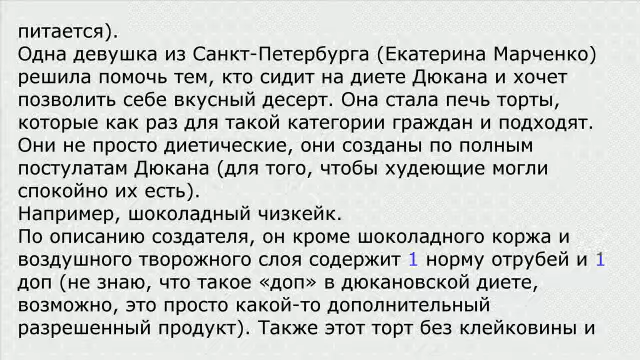 питается).
Одна девушка из Санкт-Петербурга (Екатерина Марченко)
решила помочь тем, кто сидит на диете Дюкана и хочет
позволить себе вкусный десерт. Она стала печь торты,
которые как раз для такой категории граждан и подходят.
Они не просто диетические, они созданы по полным
постулатам Дюкана (для того, чтобы худеющие могли
спокойно их есть).
Например, шоколадный чизкейк.
По описанию создателя, он кроме шоколадного коржа и
воздушного творожного слоя содержит 1 норму отрубей и 1
доп (не знаю, что такое «доп» в дюкановской диете,
возможно, это просто какой-то дополнительный
разрешенный продукт). Также этот торт без клейковины и